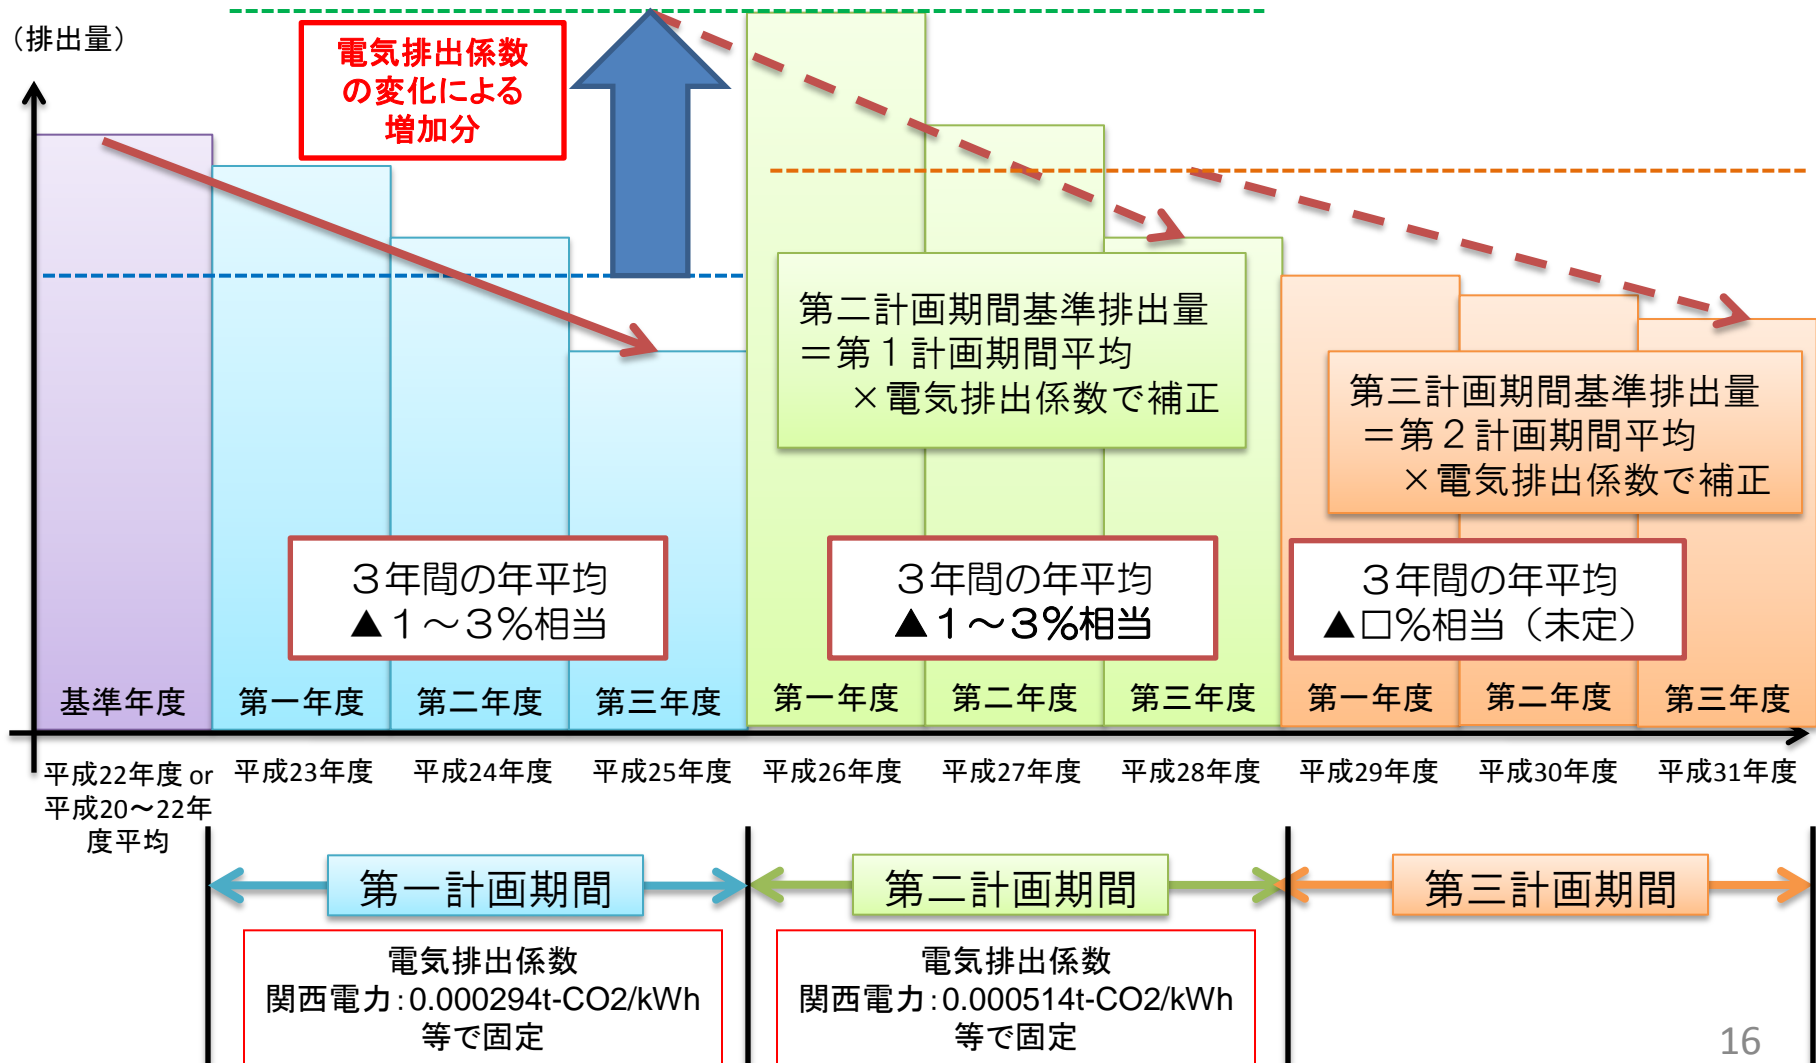 （排出量）
電気排出係数
の変化による
増加分
第二計画期間基準排出量
＝第１計画期間平均
×電気排出係数で補正
第三計画期間基準排出量
＝第２計画期間平均
×電気排出係数で補正
３年間の年平均
▲１～３%相当
３年間の年平均
▲１～３%相当
３年間の年平均
▲□%相当（未定）
基準年度
第一年度
第二年度
第三年度
第一年度
第二年度
第三年度
第一年度
第二年度
第三年度
平成22年度 or
平成20～22年
度平均
平成23年度
平成24年度
平成25年度
平成26年度
平成27年度
平成28年度
平成29年度
平成30年度
平成31年度
第一計画期間
第二計画期間
第三計画期間
電気排出係数
関西電力：0.000294t-CO2/kWh
等で固定
電気排出係数
関西電力：0.000514t-CO2/kWh
等で固定
16